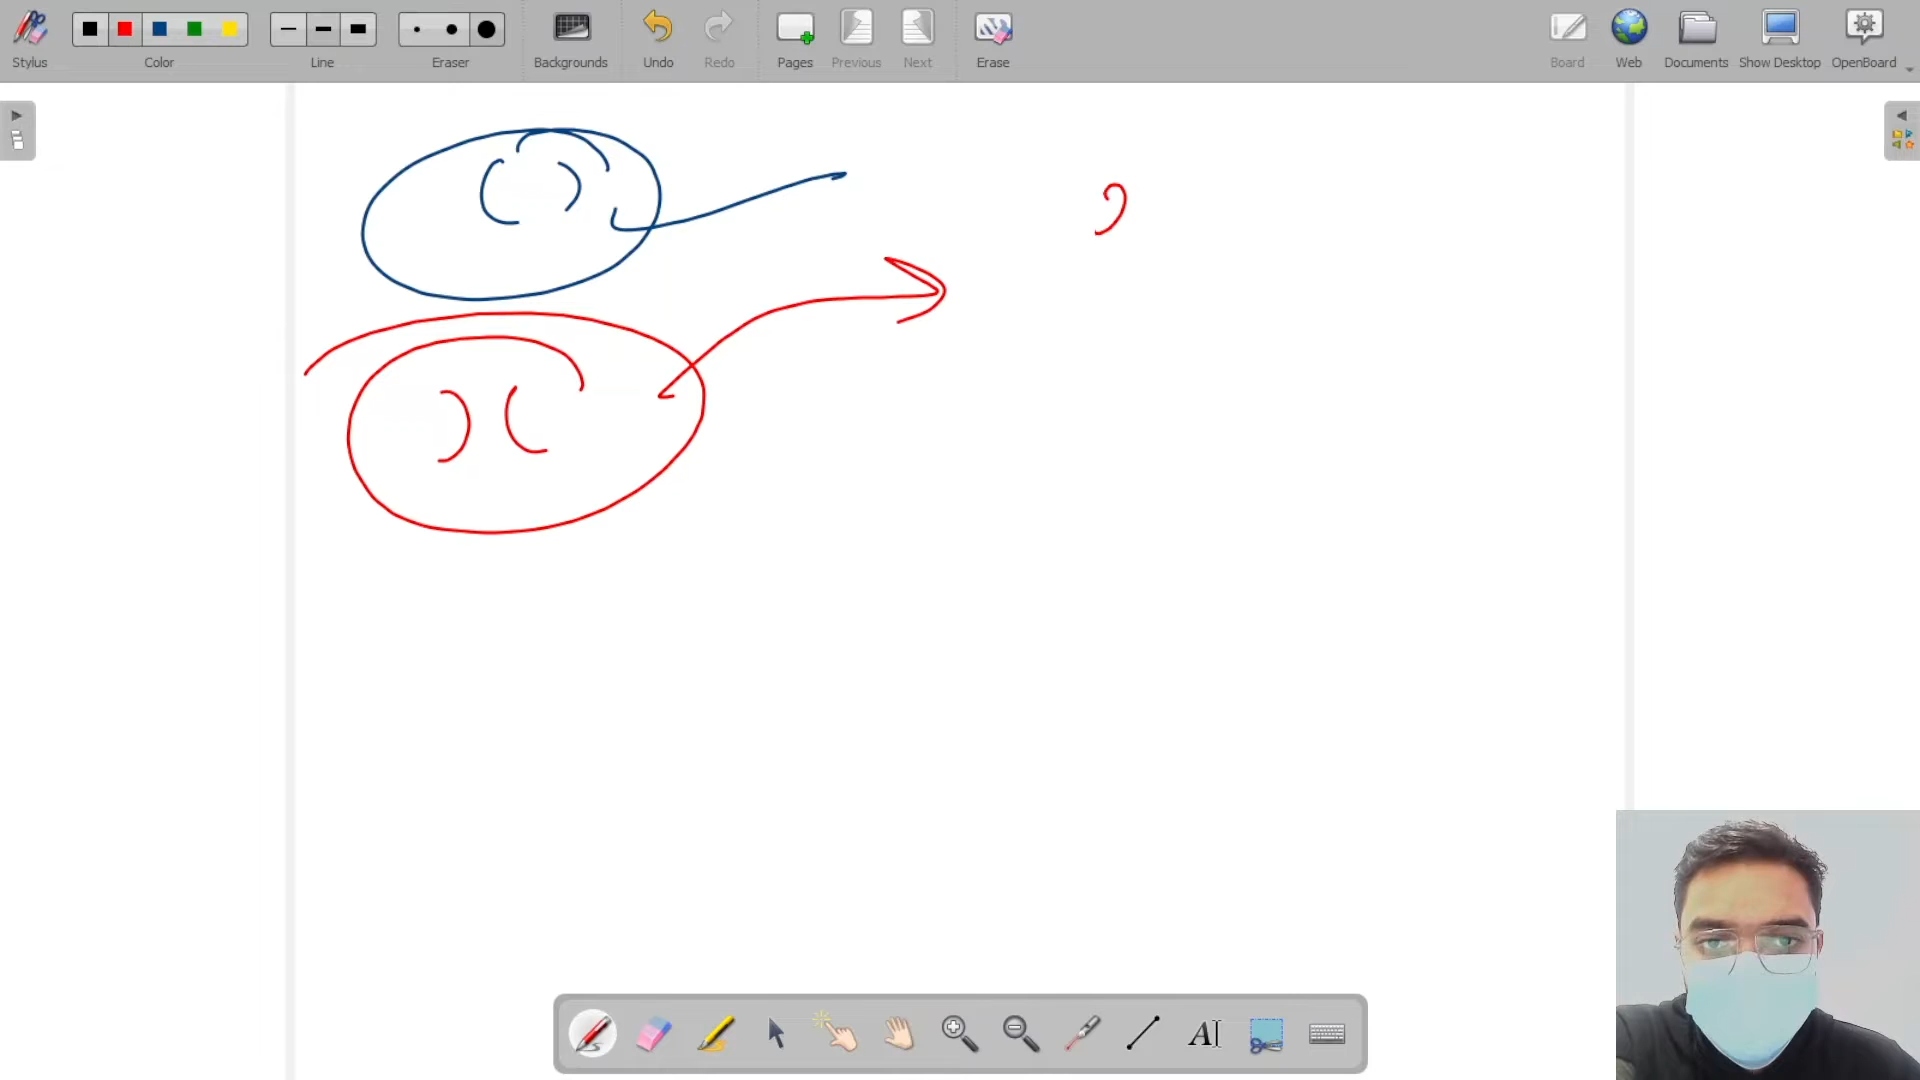 Stylus Color Line Eraser Backgrounds Undo Redo Pages Previous Next Erase Board Web Documents Show Desktop OpenBoard
( )
) (